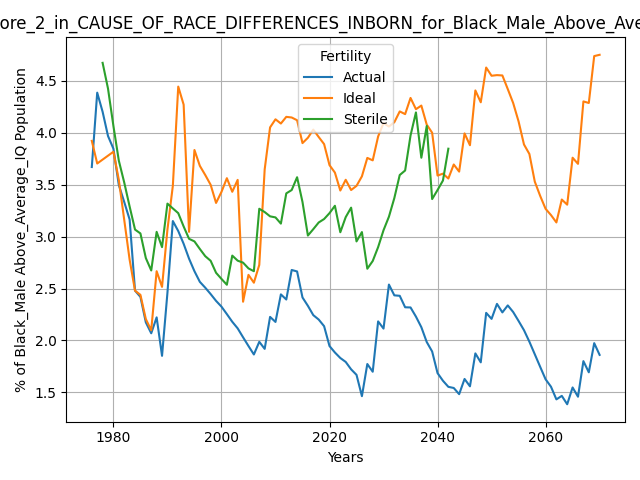 ore_2_in_CAUSE_OF_RACE_DIFFERENCES_INBORN_for_Black_Male_Above_Ave
Fertility
Actual
Ideal
Sterile
% of Black_Male Above_Average_IQ Population
4.5
4.0
3.5
3.0
2.5
2.0
1.5
1980
2000
2020
2040
2060
Years